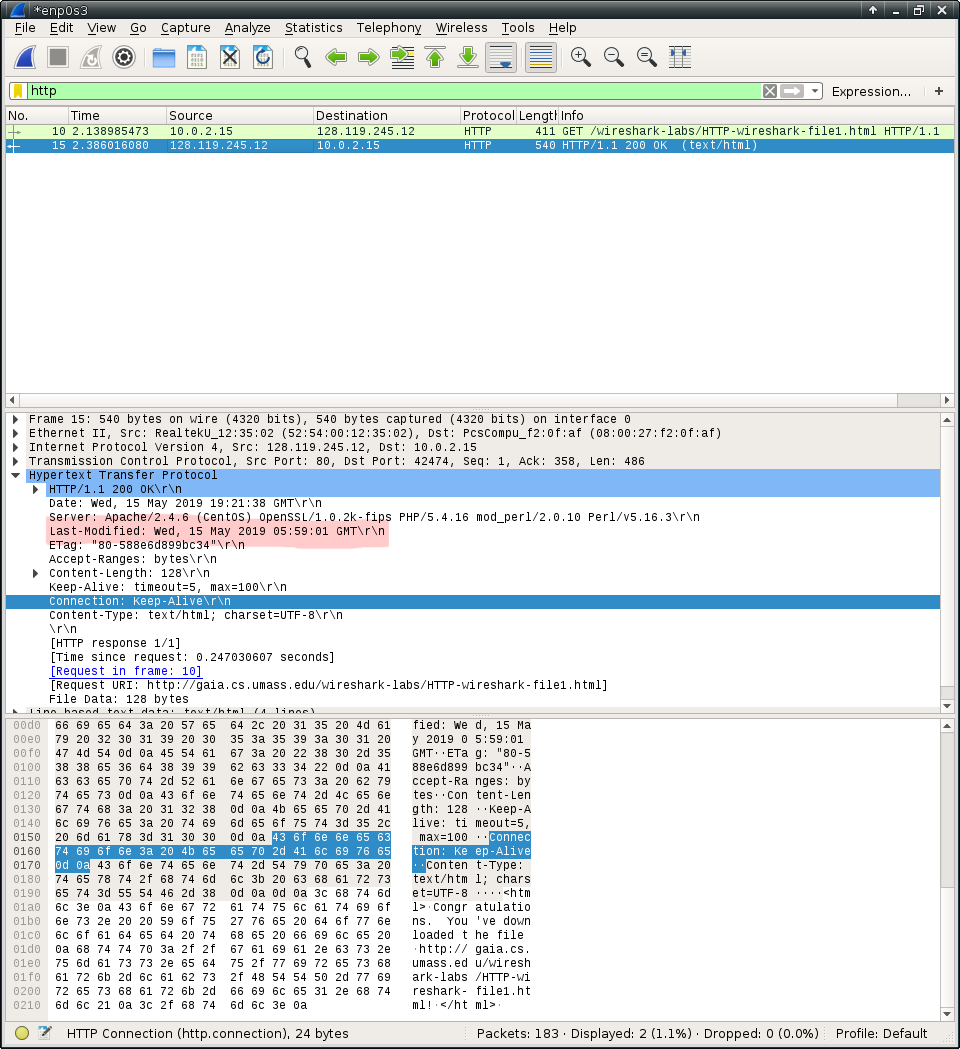 *enp0s3
File Edit View Go Capture Analyze Statistics Telephony Wireless Tools Help
http Expression... +
No. Time Source Destination Protocol Length Info
10 2.138985473 10.0.2.15 128.119.245.12 HTTP 411 GET /wireshark-labs/HTTP-wireshark-file1.html HTTP/1.1
15 2.386016080 128.119.245.12 10.0.2.15 HTTP 540 HTTP/1.1 200 OK (text/html)
Frame 15: 540 bytes on wire (4320 bits), 540 bytes captured (4320 bits) on interface 0
Ethernet II, Src: RealtekU_12:35:02 (52:54:00:12:35:02), Dst: PcsCompu_f2:0f:af (08:00:27:f2:0f:af)
Internet Protocol Version 4, Src: 128.119.245.12, Dst: 10.0.2.15
Transmission Control Protocol, Src Port: 80, Dst Port: 42474, Seq: 1, Ack: 358, Len: 486
Hypertext Transfer Protocol
HTTP/1.1 200 OK\r\n
Date: Wed, 15 May 2019 19:21:38 GMT\r\n
Server: Apache/2.4.6 (CentOS) OpenSSL/1.0.2k-fips PHP/5.4.16 mod_perl/2.0.10 Perl/v5.16.3\r\n
Last-Modified: Wed, 15 May 2019 05:59:01 GMT\r\n
ETag: "80-588e6d899bc34"\r\n
Accept-Ranges: bytes\r\n
Content-Length: 128\r\n
Keep-Alive: timeout=5, max=100\r\n
Connection: Keep-Alive\r\n
Content-Type: text/html; charset=UTF-8\r\n
\r\n
[HTTP response 1/1]
[Time since request: 0.247030607 seconds]
[Request in frame: 10]
[Request URI: http://gaia.cs.umass.edu/wireshark-labs/HTTP-wireshark-file1.html]
File Data: 128 bytes
Line-based text data: text/html (4 lines)
00d0 66 69 65 64 3a 20 57 65 64 2c 20 31 35 20 4d 61 fied: We d, 15 Ma
00e0 79 20 32 30 31 39 20 30 35 3a 35 39 3a 30 31 20 y 2019 0 5:59:01
00f0 47 4d 54 0d 0a 45 54 61 67 3a 20 22 38 30 2d 35 GMT··ETa g: "80-5
0100 38 38 65 36 64 38 39 39 62 63 33 34 22 0d 0a 41 88e6d899 bc34"··A
0110 63 63 65 70 74 2d 52 61 6e 67 65 73 3a 20 62 79 ccept-Ra nges: by
0120 74 65 73 0d 0a 43 6f 6e 74 65 6e 74 2d 4c 65 6e tes··Con tent-Len
0130 67 74 68 3a 20 31 32 38 0d 0a 4b 65 65 70 2d 41 gth: 128 ··Keep-A
0140 6c 69 76 65 3a 20 74 69 6d 65 6f 75 74 3d 35 2c live: ti meout=5,
0150 20 6d 61 78 3d 31 30 30 0d 0a 43 6f 6e 6e 65 63 max=100 ··Connec
0160 74 69 6f 6e 3a 20 4b 65 65 70 2d 41 6c 69 76 65 tion: Ke ep-Alive
0170 0d 0a 43 6f 6e 74 65 6e 74 2d 54 79 70 65 3a 20 ··Conten t-Type:
0180 74 65 78 74 2f 68 74 6d 6c 3b 20 63 68 61 72 73 text/htm l; chars
0190 65 74 3d 55 54 46 2d 38 0d 0a 0d 0a 3c 68 74 6d et=UTF-8 ····<htm
01a0 6c 3e 0a 43 6f 6e 67 72 61 74 75 6c 61 74 69 6f l>·Congr atulatio
01b0 6e 73 2e 20 20 59 6f 75 27 76 65 20 64 6f 77 6e ns.  You 've down
01c0 6c 6f 61 64 65 64 20 74 68 65 20 66 69 6c 65 20 loaded t he file
01d0 0a 68 74 74 70 3a 2f 2f 67 61 69 61 2e 63 73 2e ·http:// gaia.cs.
01e0 75 6d 61 73 73 2e 65 64 75 2f 77 69 72 65 73 68 umass.ed u/wiresh
01f0 61 72 6b 2d 6c 61 62 73 2f 48 54 54 50 2d 77 69 ark-labs /HTTP-wi
0200 72 65 73 68 61 72 6b 2d 66 69 6c 65 31 2e 68 74 reshark- file1.ht
0210 6d 6c 21 0a 3c 2f 68 74 6d 6c 3e 0a ml!·</ht ml>·
HTTP Connection (http.connection), 24 bytes Packets: 183 · Displayed: 2 (1.1%) · Dropped: 0 (0.0%) Profile: Default